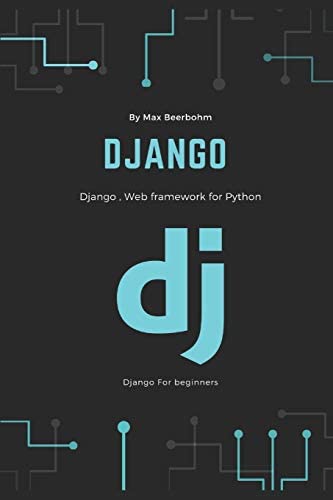 By Max Beerbohm
DJANGO
Django , Web framework for Python
dj
Django For beginners